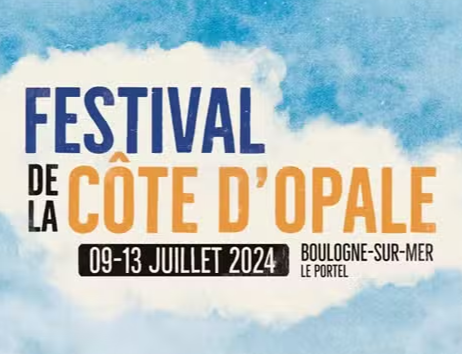 FESTIVAL
DE LA CÔTE D'OPALE
09-13 JUILLET 2024
BOULOGNE-SUR-MER
LE PORTEL